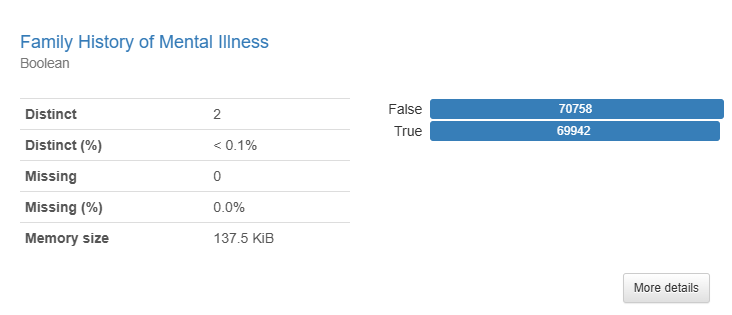 Family History of Mental Illness
Boolean
Distinct 2
Distinct (%) < 0.1%
Missing 0
Missing (%) 0.0%
Memory size 137.5 KiB
False 70758
True 69942
More details